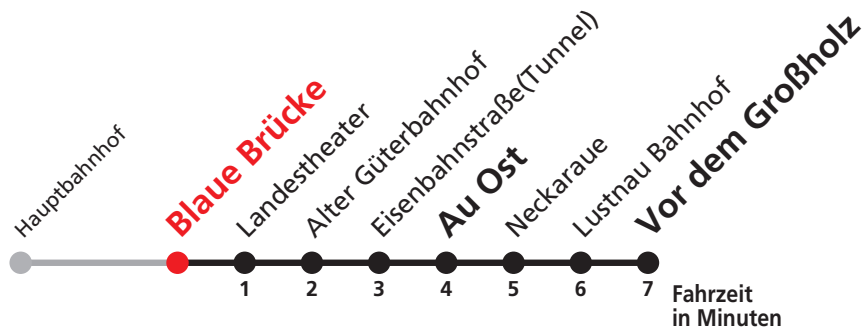 Hauptbahnhof
Blaue Brücke
Landestheater
Alter Güterbahnhof
Eisenbahnstraße(Tunnel)
Au Ost
Neckaraue
Lustnau Bahnhof
Vor dem Großholz
1 2 3 4 5 6 7
Fahrzeit
in Minuten